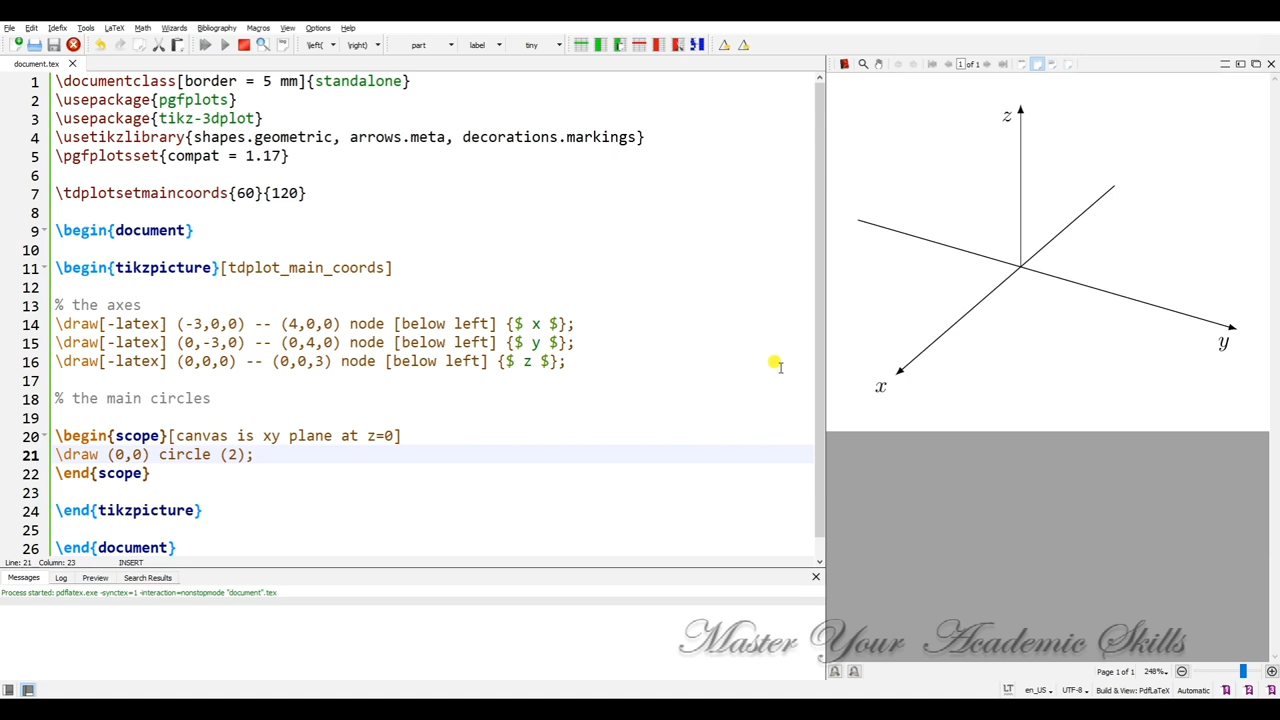 File Edit Idefix Tools LaTeX Math Wizards Bibliography Macros View Options Help
\left( \right) part label tiny
document.tex
1 of 1
1 \documentclass[border = 5 mm]{standalone}
2 \usepackage{pgfplots}
3 \usepackage{tikz-3dplot}
4 \usetikzlibrary{shapes.geometric, arrows.meta, decorations.markings}
5 \pgfplotsset{compat = 1.17}
6
7 \tdplotsetmaincoords{60}{120}
8
9 \begin{document}
10
11 \begin{tikzpicture}[tdplot_main_coords]
12
13 % the axes
14 \draw[-latex] (-3,0,0) -- (4,0,0) node [below left] {$ x $};
15 \draw[-latex] (0,-3,0) -- (0,4,0) node [below left] {$ y $};
16 \draw[-latex] (0,0,0) -- (0,0,3) node [below left] {$ z $};
17
18 % the main circles
19
20 \begin{scope}[canvas is xy plane at z=0]
21 \draw (0,0) circle (2);
22 \end{scope}
23
24 \end{tikzpicture}
25
26 \end{document}
z
y
x
Line: 21 Column: 23 INSERT
Messages Log Preview Search Results
Process started: pdflatex.exe -synctex=1 -interaction=nonstopmode "document".tex
Master Your Academic Skills
Page 1 of 1 248%
LT en_US UTF-8 Build & View: PdfLaTeX Automatic